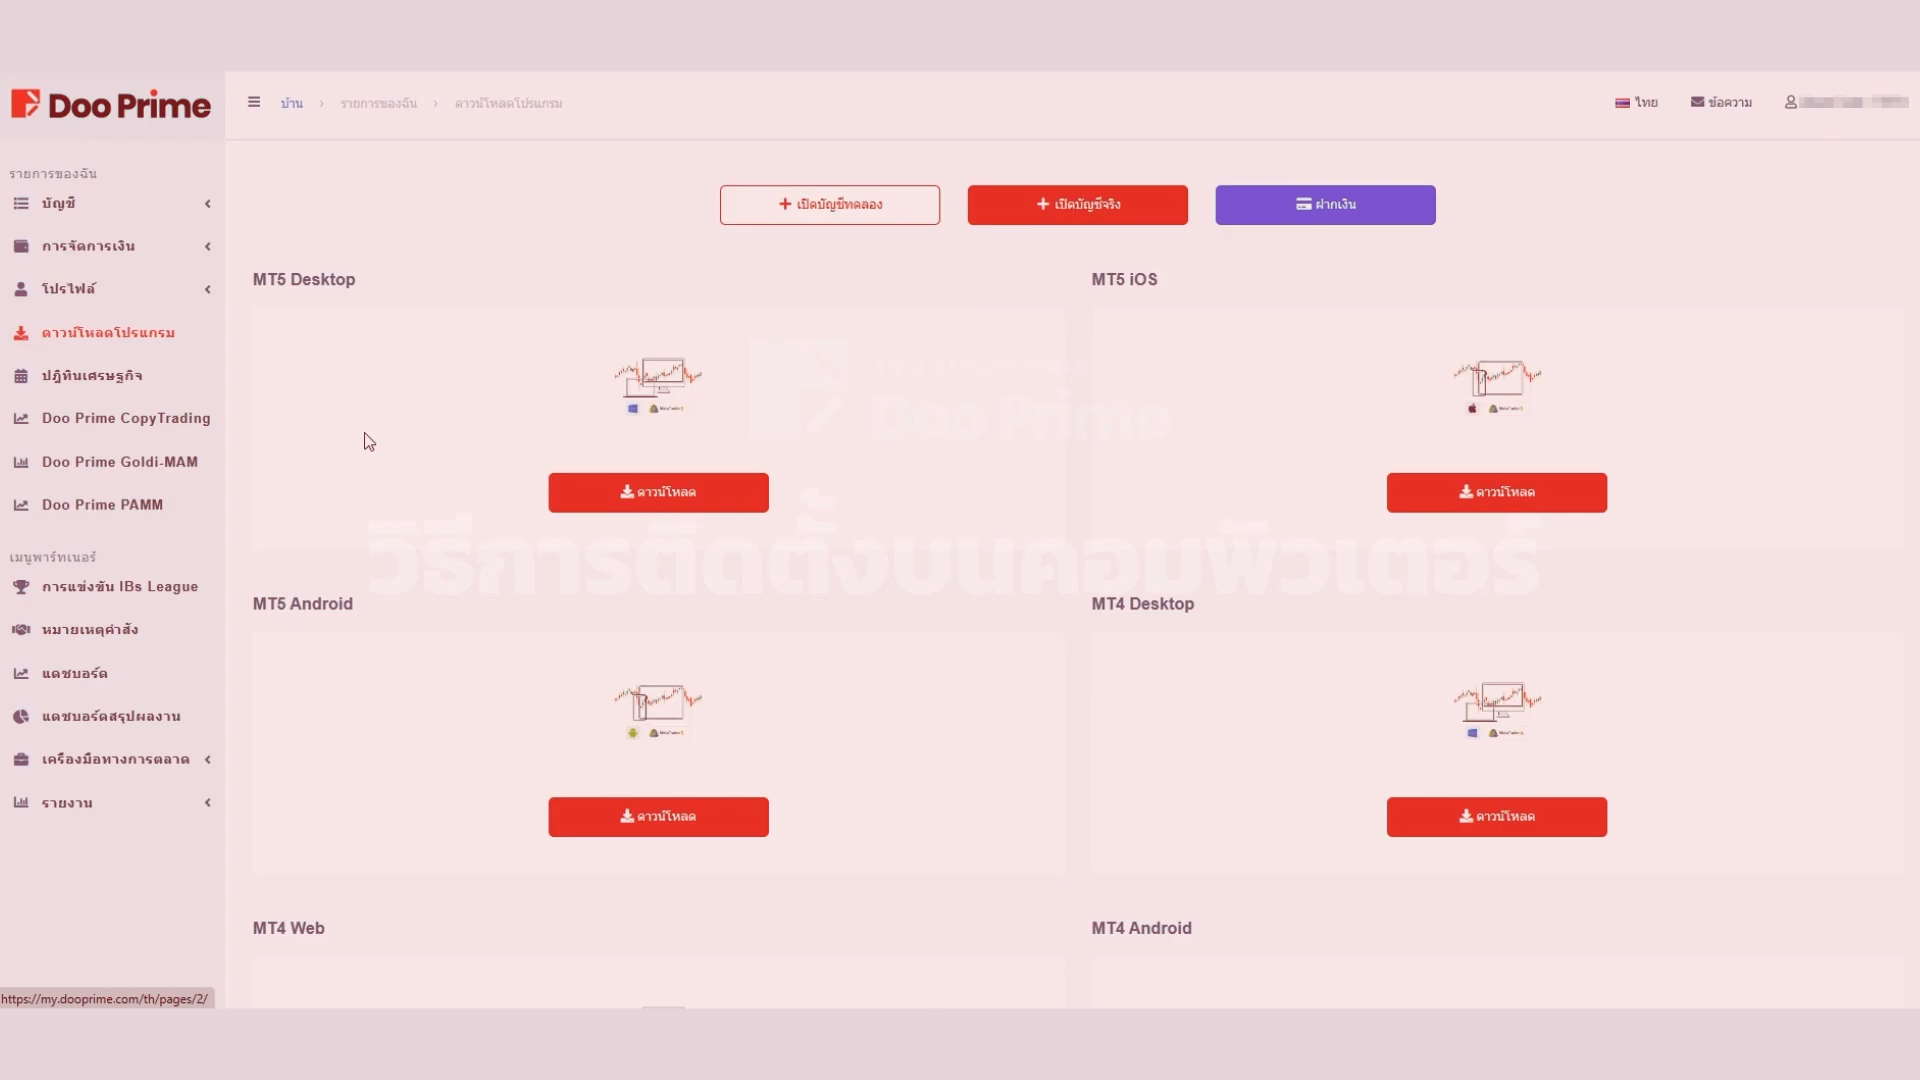 Doo Prime
บ้าน › รายการของฉัน › ดาวน์โหลดโปรแกรม
ไทย
ข้อความ
รายการของฉัน
บัญชี
การจัดการเงิน
โปรไฟล์
ดาวน์โหลดโปรแกรม
ปฏิทินเศรษฐกิจ
Doo Prime CopyTrading
Doo Prime Goldi-MAM
Doo Prime PAMM
เมนูพาร์ทเนอร์
การแข่งขัน IBs League
หมายเหตุคำสั่ง
แดชบอร์ด
แดชบอร์ดสรุปผลงาน
เครื่องมือทางการตลาด
รายงาน
https://my.dooprime.com/th/pages/2/
เปิดบัญชีทดลอง
เปิดบัญชีจริง
ฝากเงิน
MT5 Desktop
ดาวน์โหลด
MT5 iOS
ดาวน์โหลด
Doo Prime
วิธีการติดตั้งบนคอมพิวเตอร์
MT5 Android
ดาวน์โหลด
MT4 Desktop
ดาวน์โหลด
MT4 Web
MT4 Android